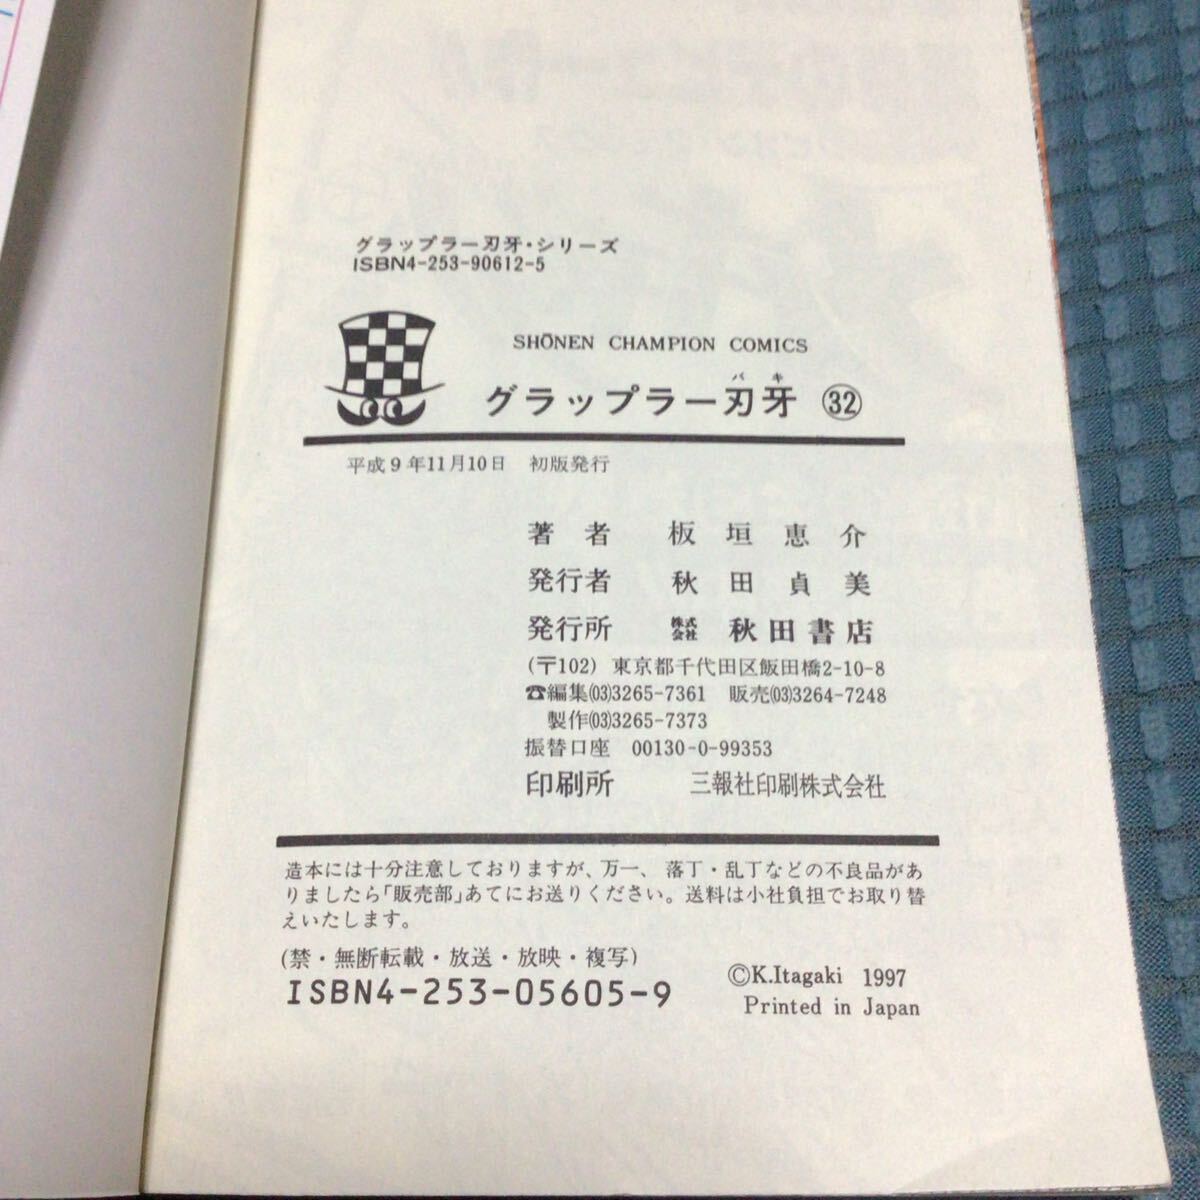 グラップラー刃牙・シリーズ
ISBN4-253-90612-5
SHŌNEN CHAMPION COMICS
バキ
グラップラー刃牙 ㉜
平成9年11月10日 初版発行
著者 板垣恵介
発行者 秋田貞美
発行所 株式会社 秋田書店
(〒102) 東京都千代田区飯田橋2-10-8
☎編集(03)3265-7361 販売(03)3264-7248
製作(03)3265-7373
振替口座 00130-0-99353
印刷所 三報社印刷株式会社
造本には十分注意しておりますが、万一、落丁・乱丁などの不良品があ
りましたら「販売部」あてにお送りください。送料は小社負担でお取り替
えいたします。
(禁・無断転載・放送・放映・複写)
ISBN4-253-05605-9
©K.Itagaki 1997
Printed in Japan